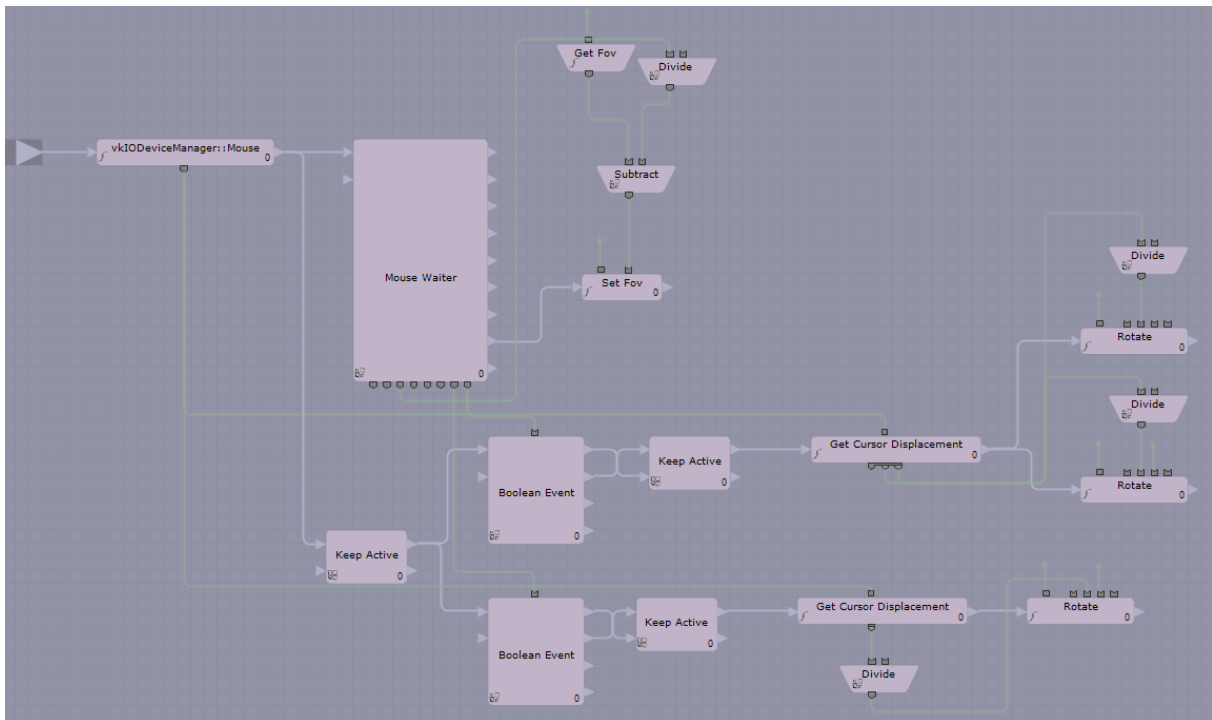 Get Fov
Divide
vkIODeviceManager::Mouse
0
Subtract
Mouse Waiter
0
Set Fov
0
Divide
Rotate
0
Divide
Get Cursor Displacement
0
Keep Active
0
Rotate
0
Boolean Event
0
Keep Active
0
Get Cursor Displacement
0
Rotate
0
Keep Active
0
Boolean Event
0
Divide